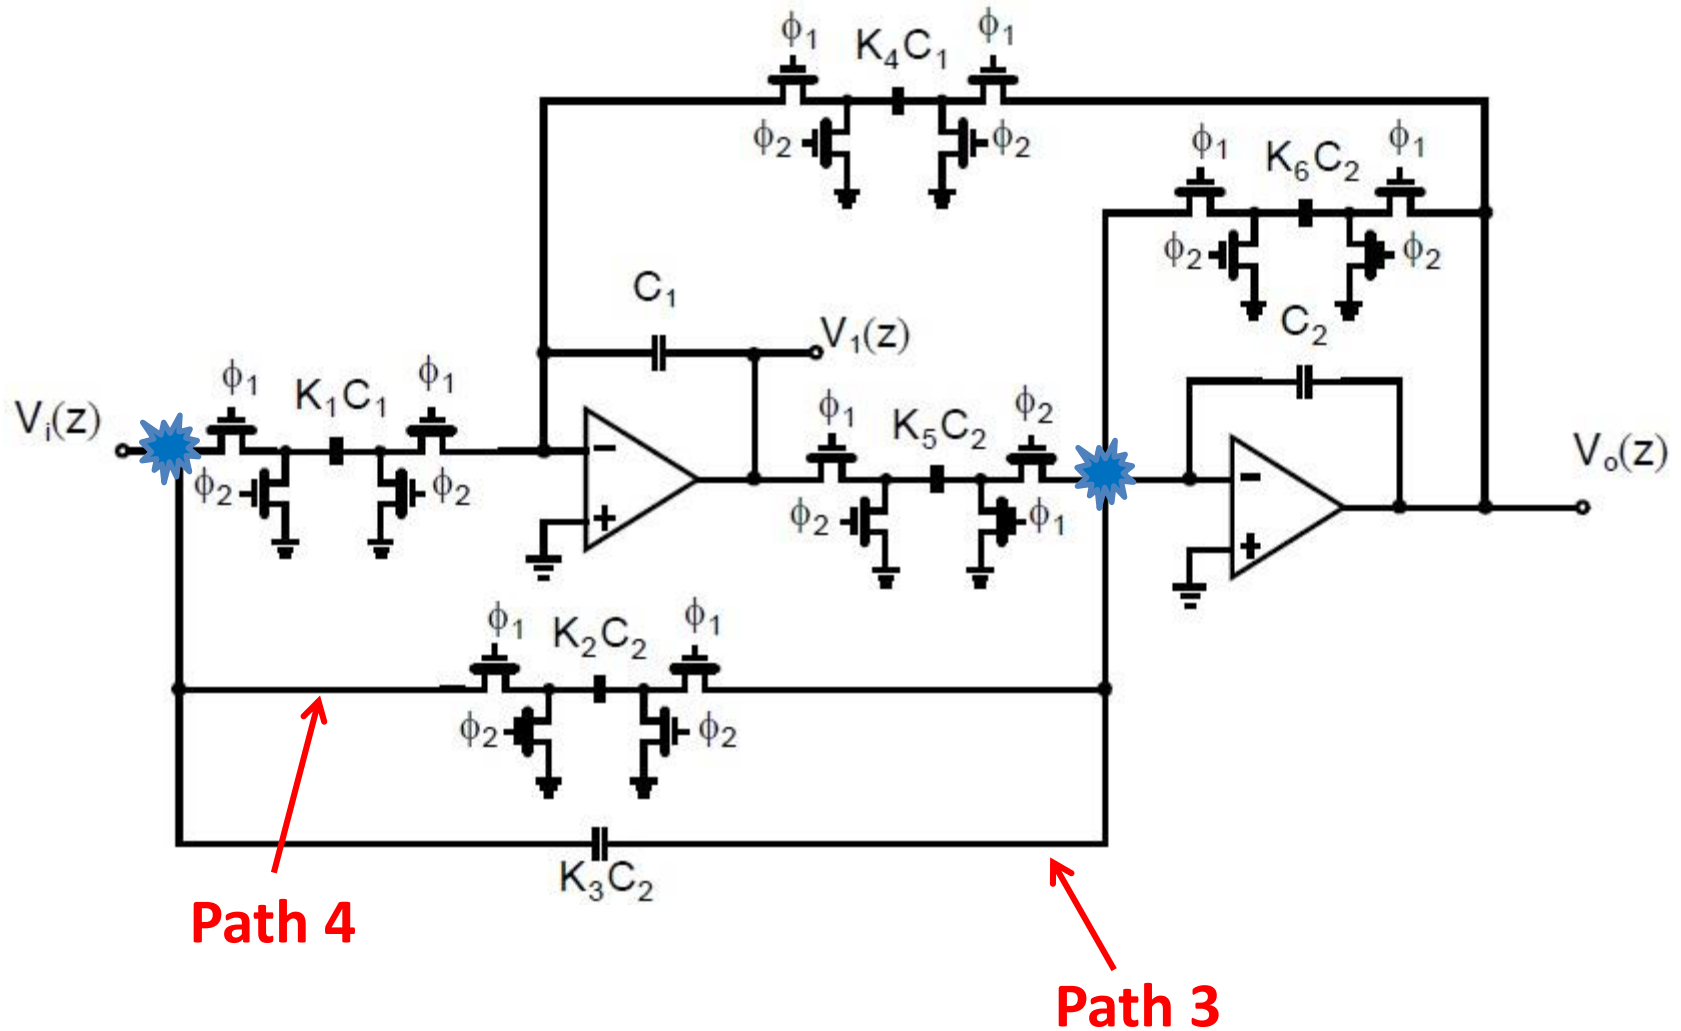 ϕ₁ K₄C₁ ϕ₁
ϕ₂ ϕ₂
ϕ₁ K₆C₂ ϕ₁
ϕ₂ ϕ₂
C₁
C₂
V₁(z)
ϕ₁ K₁C₁ ϕ₁
Vᵢ(z)
ϕ₂ ϕ₂
ϕ₁ K₅C₂ ϕ₂
ϕ₂ ϕ₁
− +
− +
Vₒ(z)
ϕ₁ K₂C₂ ϕ₁
ϕ₂ ϕ₂
K₃C₂
Path 4
Path 3